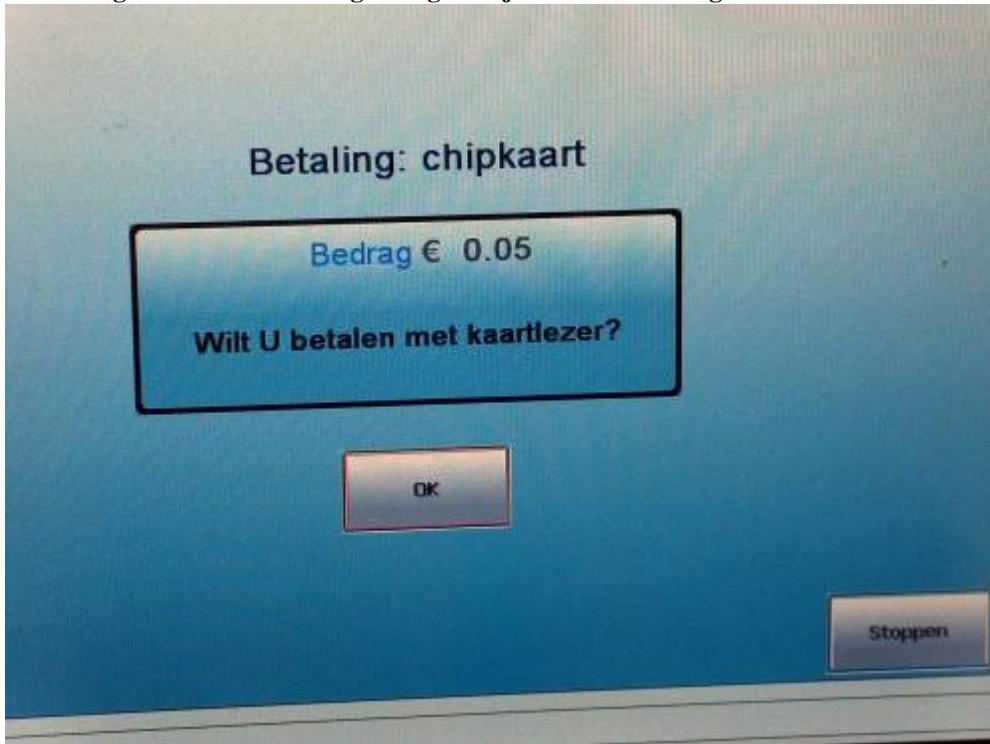 Betaling: chipkaart
Bedrag € 0.05
Wilt U betalen met kaartlezer?
OK
Stoppen